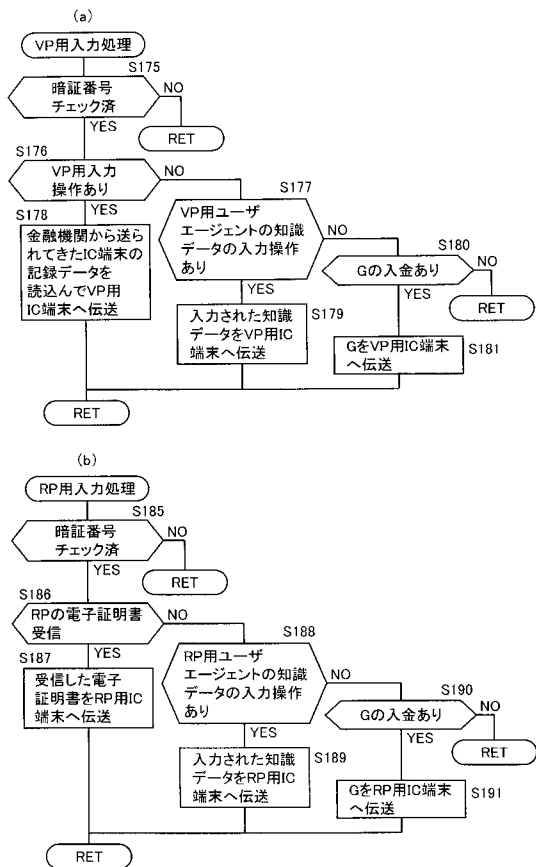 (a)
VP用入力処理
S175
暗証番号
チェック済
NO
RET
YES
S176
VP用入力
操作あり
NO
YES
S177
VP用ユーザ
エージェントの知識
データの入力操作
あり
NO
YES
S178
金融機関から送ら
れてきたIC端末の
記録データを
読込んでVP用
IC端末へ伝送
S180
Gの入金あり
NO
RET
YES
入力された知識
データをVP用IC
端末へ伝送
S179
GをVP用IC端末
へ伝送
S181
RET
(b)
RP用入力処理
S185
暗証番号
チェック済
NO
RET
YES
S186
RPの電子証明書
受信
NO
YES
S187
受信した電子
証明書をRP用IC
端末へ伝送
S188
RP用ユーザ
エージェントの知識
データの入力操作
あり
NO
YES
S190
Gの入金あり
NO
RET
YES
入力された知識
データをRP用IC
端末へ伝送
S189
GをRP用IC端末
へ伝送
S191
RET